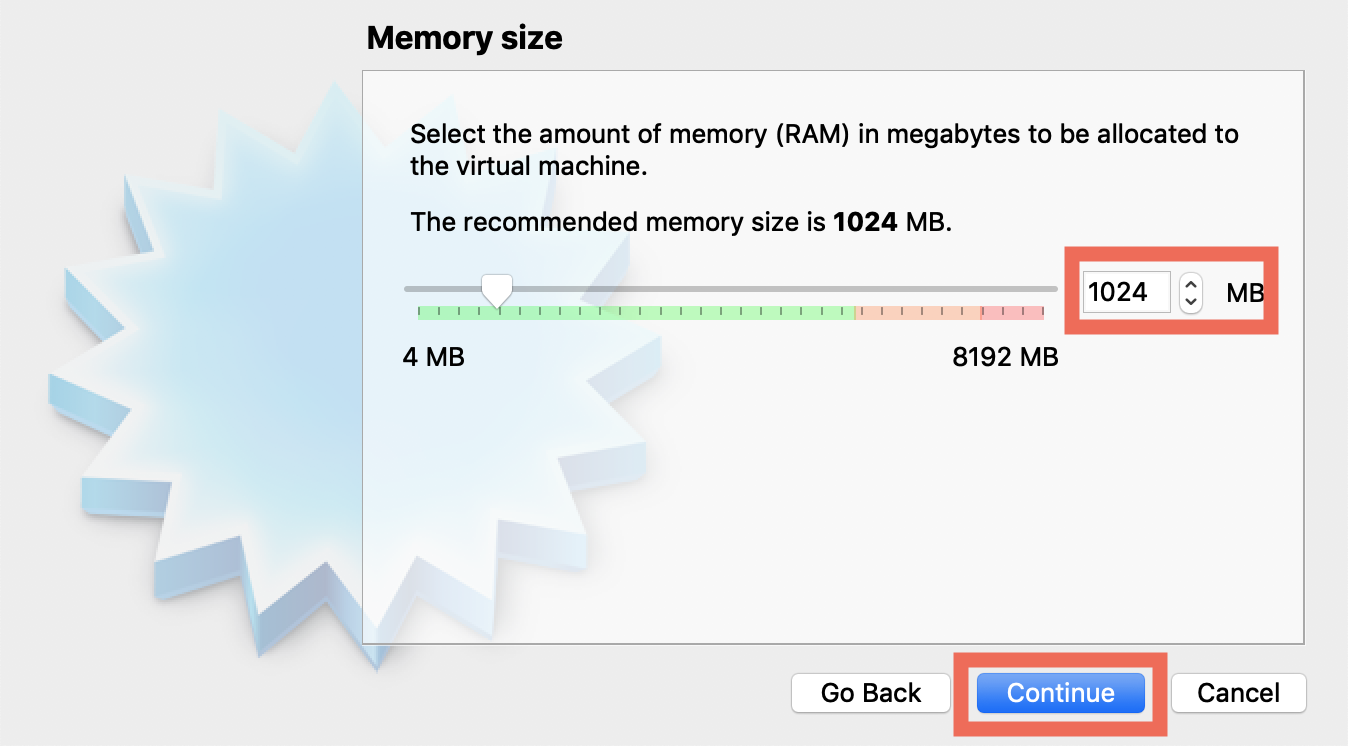 Memory size
Select the amount of memory (RAM) in megabytes to be allocated to
the virtual machine.
The recommended memory size is 1024 MB.
1024 MB
4 MB 8192 MB
Go Back Continue Cancel